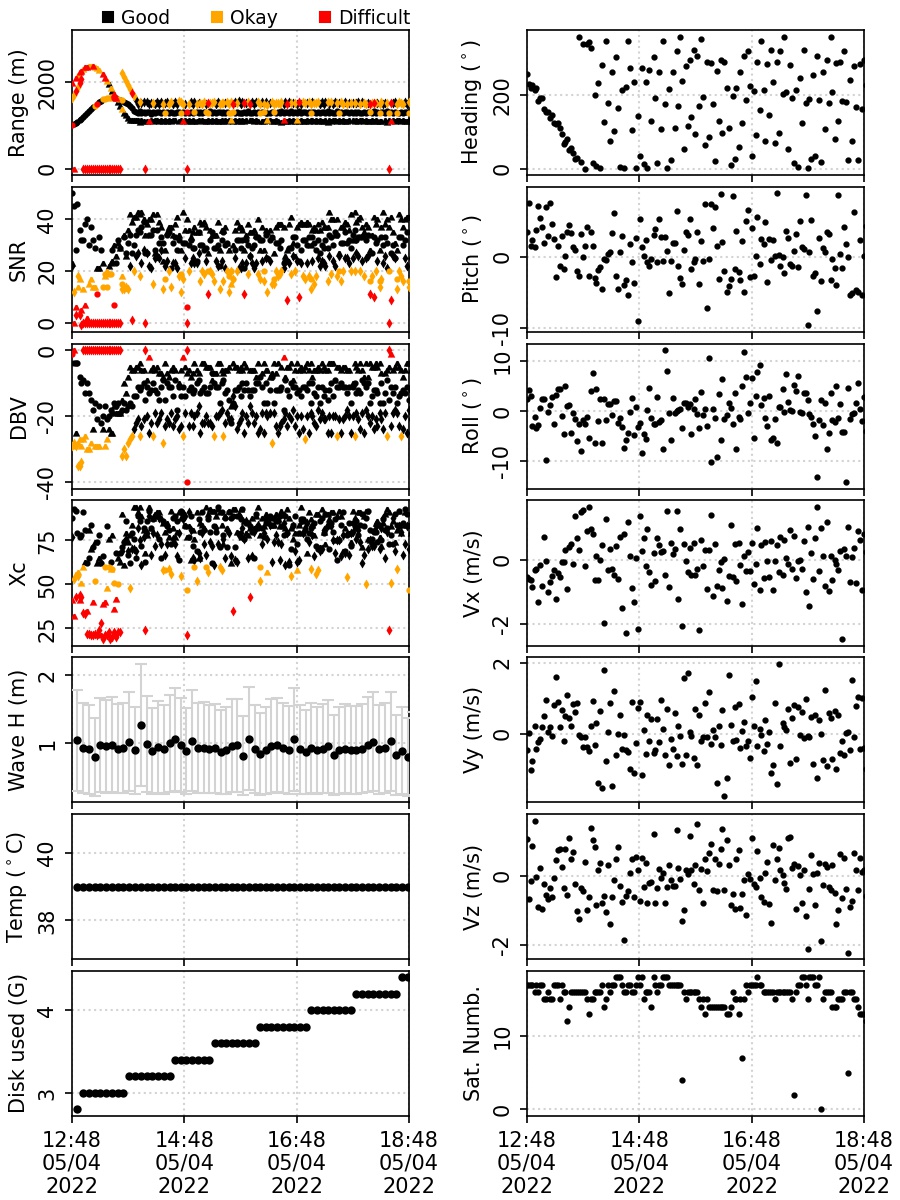 Good Okay Difficult
Range (m)
2000
0
Heading (°)
200
0
SNR
40
20
0
Pitch (°)
0
-10
DBV
0
-20
-40
Roll (°)
10
0
-10
Xc
75
50
25
Vx (m/s)
0
-2
Wave H (m)
2
1
Vy (m/s)
2
0
Temp (°C)
40
38
Vz (m/s)
0
-2
Disk used (G)
4
3
Sat. Numb.
10
0
12:48 14:48 16:48 18:48 12:48 14:48 16:48 18:48
05/04 05/04 05/04 05/04 05/04 05/04 05/04 05/04
2022 2022 2022 2022 2022 2022 2022 2022